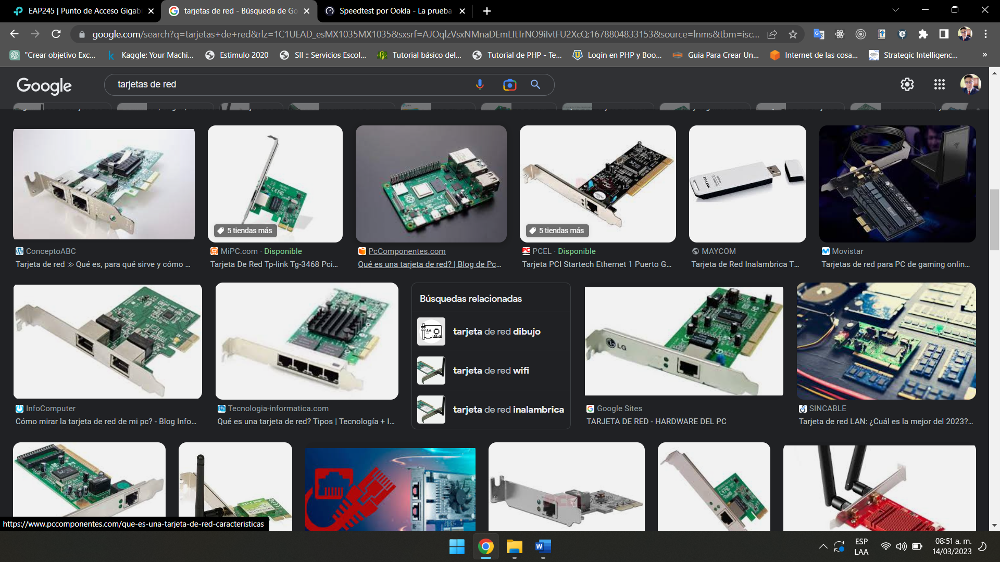 EAP245 | Punto de Acceso Gigabi
tarjetas de red - Búsqueda de Go
Speedtest por Ookla - La prueba
google.com/search?q=tarjetas+de+red&rlz=1C1UEAD_esMX1035MX1035&sxsrf=AJOqlzVsxNMnaDEmLItTrNO9iIvtFU2XcQ:1678804833153&source=lnms&tbm=isc...
"Crear objetivo Exc...
Kaggle: Your Machi...
Estimulo 2020
SII :: Servicios Escol...
Tutorial básico del...
Tutorial de PHP - Te...
Login en PHP y Boo...
Guia Para Crear Un...
Internet de las cosa...
Strategic Intelligenc...
»
Google
tarjetas de red
5 tiendas más
5 tiendas más
TP-LINK
ConceptoABC
MiPC.com · Disponible
PcComponentes.com
PCEL · Disponible
MAYCOM
Movistar
Tarjeta de red ≫ Qué es, para qué sirve y cómo ...
Tarjeta De Red Tp-link Tg-3468 Pci...
Qué es una tarjeta de red? | Blog de Pc...
Tarjeta PCI Startech Ethernet 1 Puerto G...
Tarjeta de Red Inalambrica T...
Tarjetas de red para PC de gaming onlin...
Búsquedas relacionadas
tarjeta de red dibujo
tarjeta de red wifi
tarjeta de red inalambrica
LG
InfoComputer
Tecnologia-informatica.com
Google Sites
SINCABLE
Cómo mirar la tarjeta de red de mi pc? - Blog Info...
Qué es una tarjeta de red? Tipos | Tecnología + I...
TARJETA DE RED - HARDWARE DEL PC
Tarjeta de red LAN: ¿Cuál es la mejor del 2023?...
TP-LINK
https://www.pccomponentes.com/que-es-una-tarjeta-de-red-caracteristicas
ESP
LAA
08:51 a. m.
14/03/2023